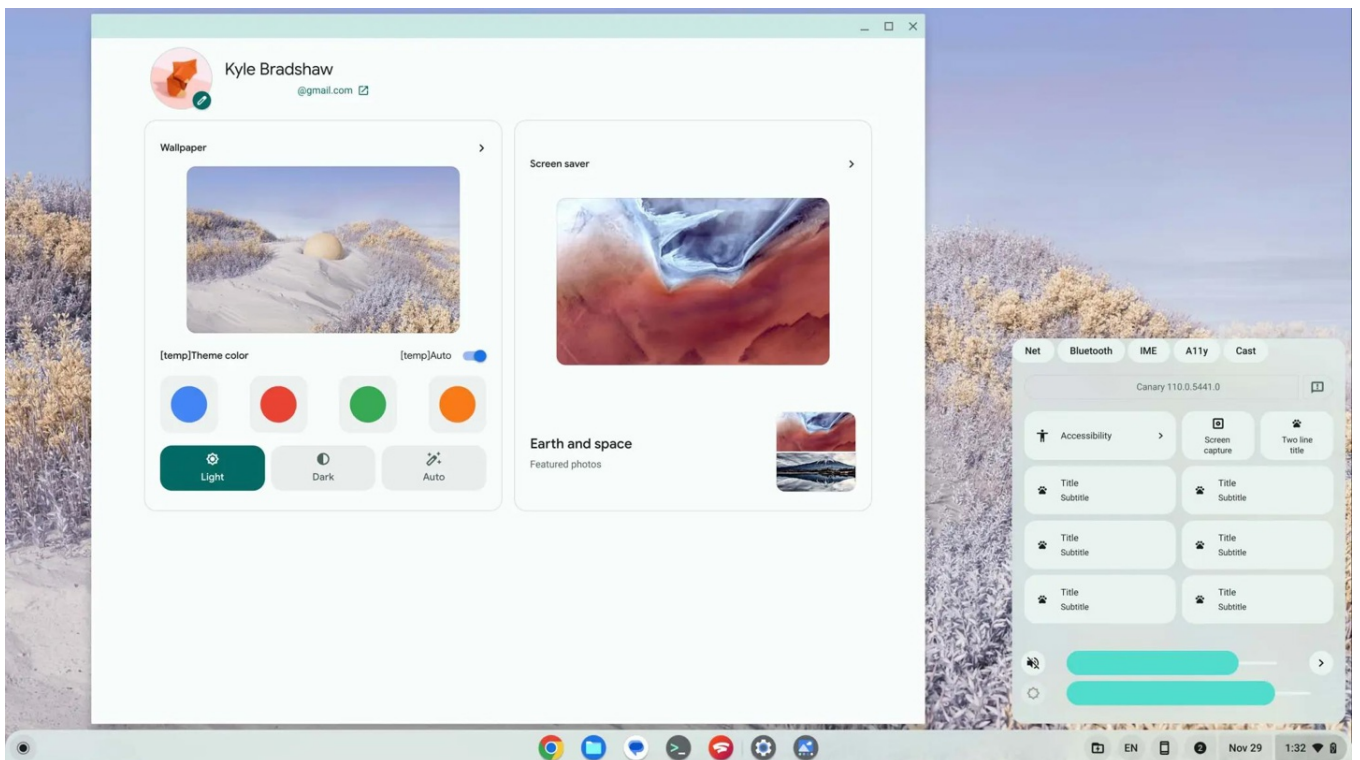 Kyle Bradshaw
@gmail.com
Wallpaper
[temp]Theme color
[temp]Auto
Light
Dark
Auto
Screen saver
Earth and space
Featured photos
Net
Bluetooth
IME
A11y
Cast
Canary 110.0.5441.0
Accessibility
Screen
capture
Two line
title
Title
Subtitle
Title
Subtitle
Title
Subtitle
Title
Subtitle
Title
Subtitle
Title
Subtitle
EN
2
Nov 29
1:32